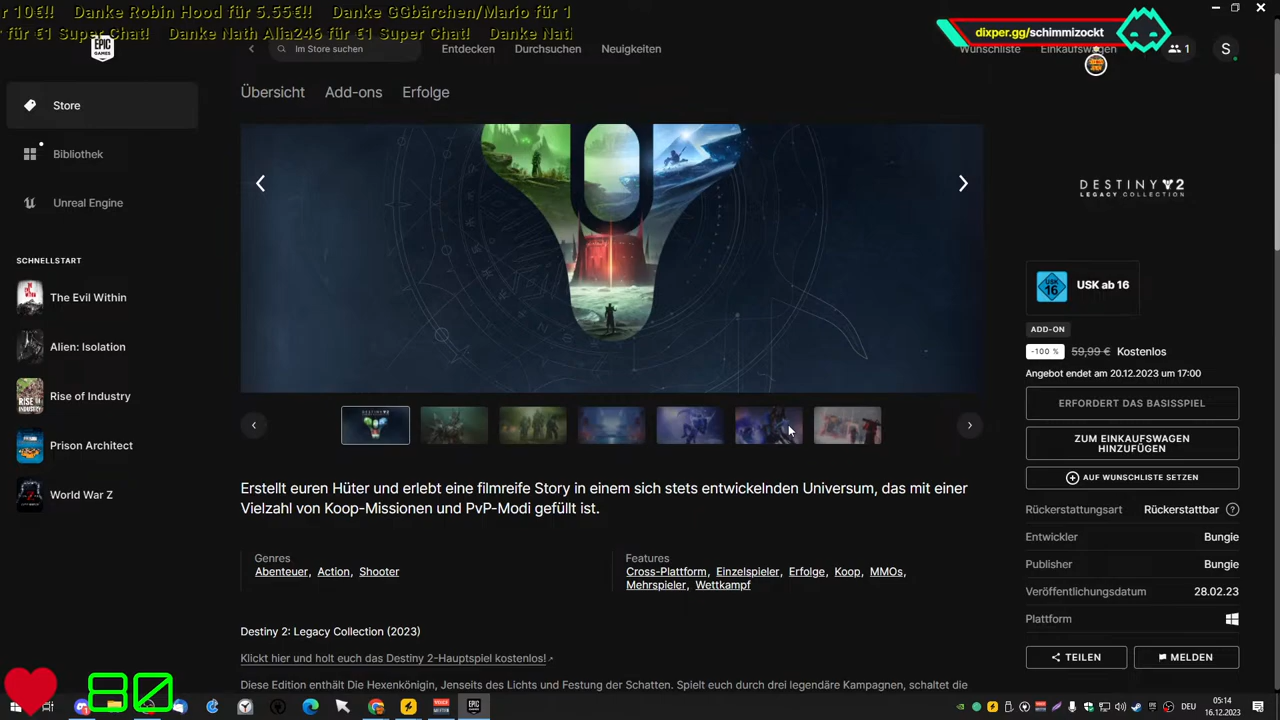 r 10€!!  Danke Robin Hood für 5.55€!!  Danke GGbärchen/Mario für 1
für €1 Super Chat!  Danke Nath Alia246 für €1 Super Chat!  Danke Nat
dixper.gg/schimmizockt
EPIC GAMES
Im Store suchen
Entdecken
Durchsuchen
Neuigkeiten
Wunschliste
Einkaufswagen
1
S
Store
Bibliothek
Unreal Engine
SCHNELLSTART
The Evil Within
Alien: Isolation
Rise of Industry
Prison Architect
World War Z
Übersicht
Add-ons
Erfolge
DESTINY 2
LEGACY COLLECTION
USK ab 16
ADD-ON
-100 % 59,99 € Kostenlos
Angebot endet am 20.12.2023 um 17:00
ERFORDERT DAS BASISSPIEL
ZUM EINKAUFSWAGEN
HINZUFÜGEN
AUF WUNSCHLISTE SETZEN
Rückerstattungsart Rückerstattbar
Entwickler Bungie
Publisher Bungie
Veröffentlichungsdatum 28.02.23
Plattform
TEILEN
MELDEN
Erstellt euren Hüter und erlebt eine filmreife Story in einem sich stets entwickelnden Universum, das mit einer
Vielzahl von Koop-Missionen und PvP-Modi gefüllt ist.
Genres
Abenteuer, Action, Shooter
Features
Cross-Plattform, Einzelspieler, Erfolge, Koop, MMOs,
Mehrspieler, Wettkampf
Destiny 2: Legacy Collection (2023)
Klickt hier und holt euch das Destiny 2-Hauptspiel kostenlos!
Diese Edition enthält Die Hexenkönigin, Jenseits des Lichts und Festung der Schatten. Spielt euch durch drei legendäre Kampagnen, schaltet die
80
DEU
05:14
16.12.2023